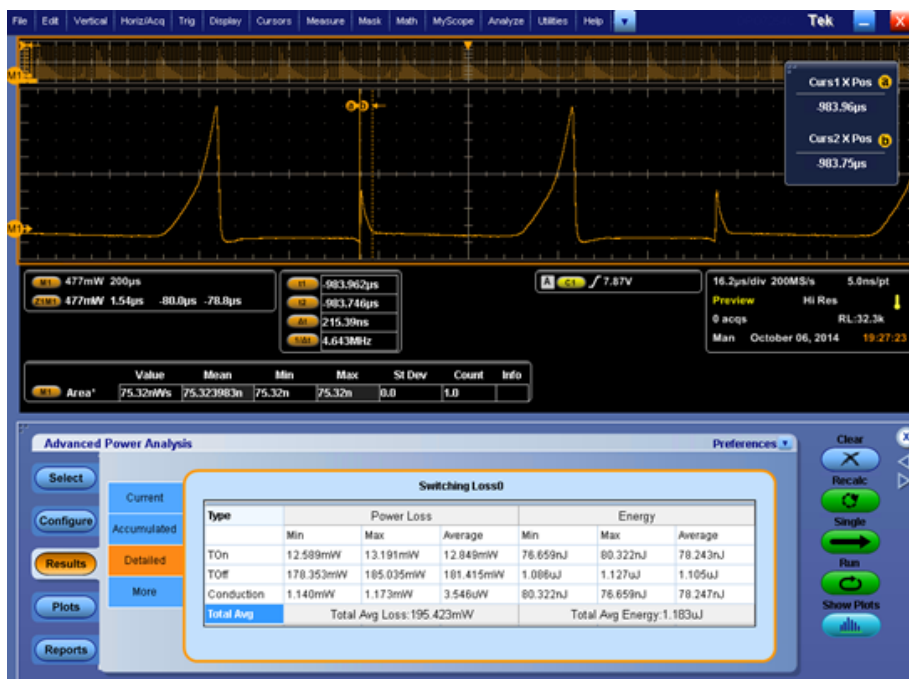 File Edit Vertical Horiz/Acq Trig Display Cursors Measure Mask Math MyScope Analyze Utilities Help Tek X
M1
Curs1 X Pos a
-983.96µs
Curs2 X Pos b
-983.75µs
a b
M1
M1 477mW 200µs
Z1M1 477mW 1.54µs -80.0µs -78.8µs
t1 -983.962µs
t2 -983.746µs
Δt 215.39ns
1/Δt 4.643MHz
A C1 7.87V
16.2µs/div 200MS/s 5.0ns/pt
Preview Hi Res
0 acqs RL:32.3k
Man October 06, 2014 19:27:23
Value Mean Min Max St Dev Count Info
M1 Area* 75.32nWs 75.323983n 75.32n 75.32n 0.0 1.0
Advanced Power Analysis Preferences
Select
Configure
Results
Plots
Reports
Current
Accumulated
Detailed
More
Switching Loss0
Type Power Loss Energy
Min Max Average Min Max Average
TOn 12.589mW 13.191mW 12.849mW 76.659nJ 80.322nJ 78.243nJ
TOff 178.353mW 185.035mW 181.415mW 1.086uJ 1.127uJ 1.105uJ
Conduction 1.140mW 1.173mW 3.546uW 80.322nJ 76.659nJ 78.247nJ
Total Avg Total Avg Loss:195.423mW Total Avg Energy:1.183uJ
Clear
X
Recalc
Single
Run
Show Plots